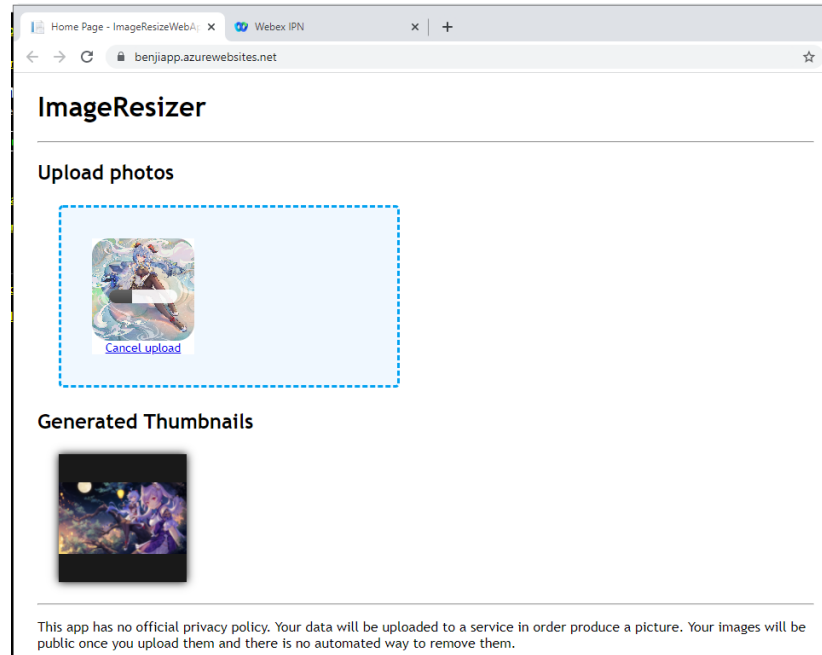 Home Page - ImageResizeWebA
Webex IPN
benjiapp.azurewebsites.net
ImageResizer
Upload photos
Cancel upload
Generated Thumbnails
This app has no official privacy policy. Your data will be uploaded to a service in order produce a picture. Your images will be
public once you upload them and there is no automated way to remove them.